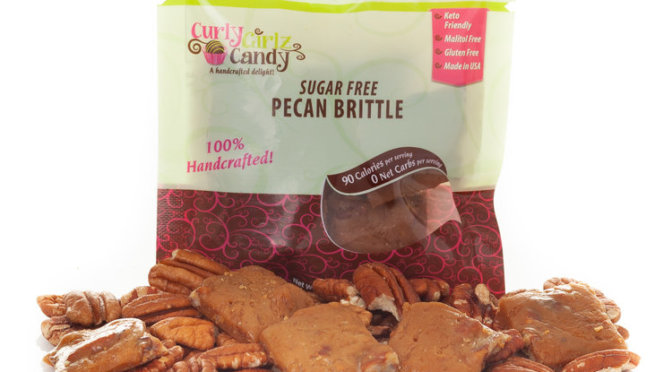 Curly Girlz
Candy
A handcrafted delight!
Keto
Friendly
Maltitol Free
Gluten Free
Made in USA
SUGAR FREE
PECAN BRITTLE
100%
Handcrafted!
90 Calories per serving
0 Net Carbs per serving
Net W